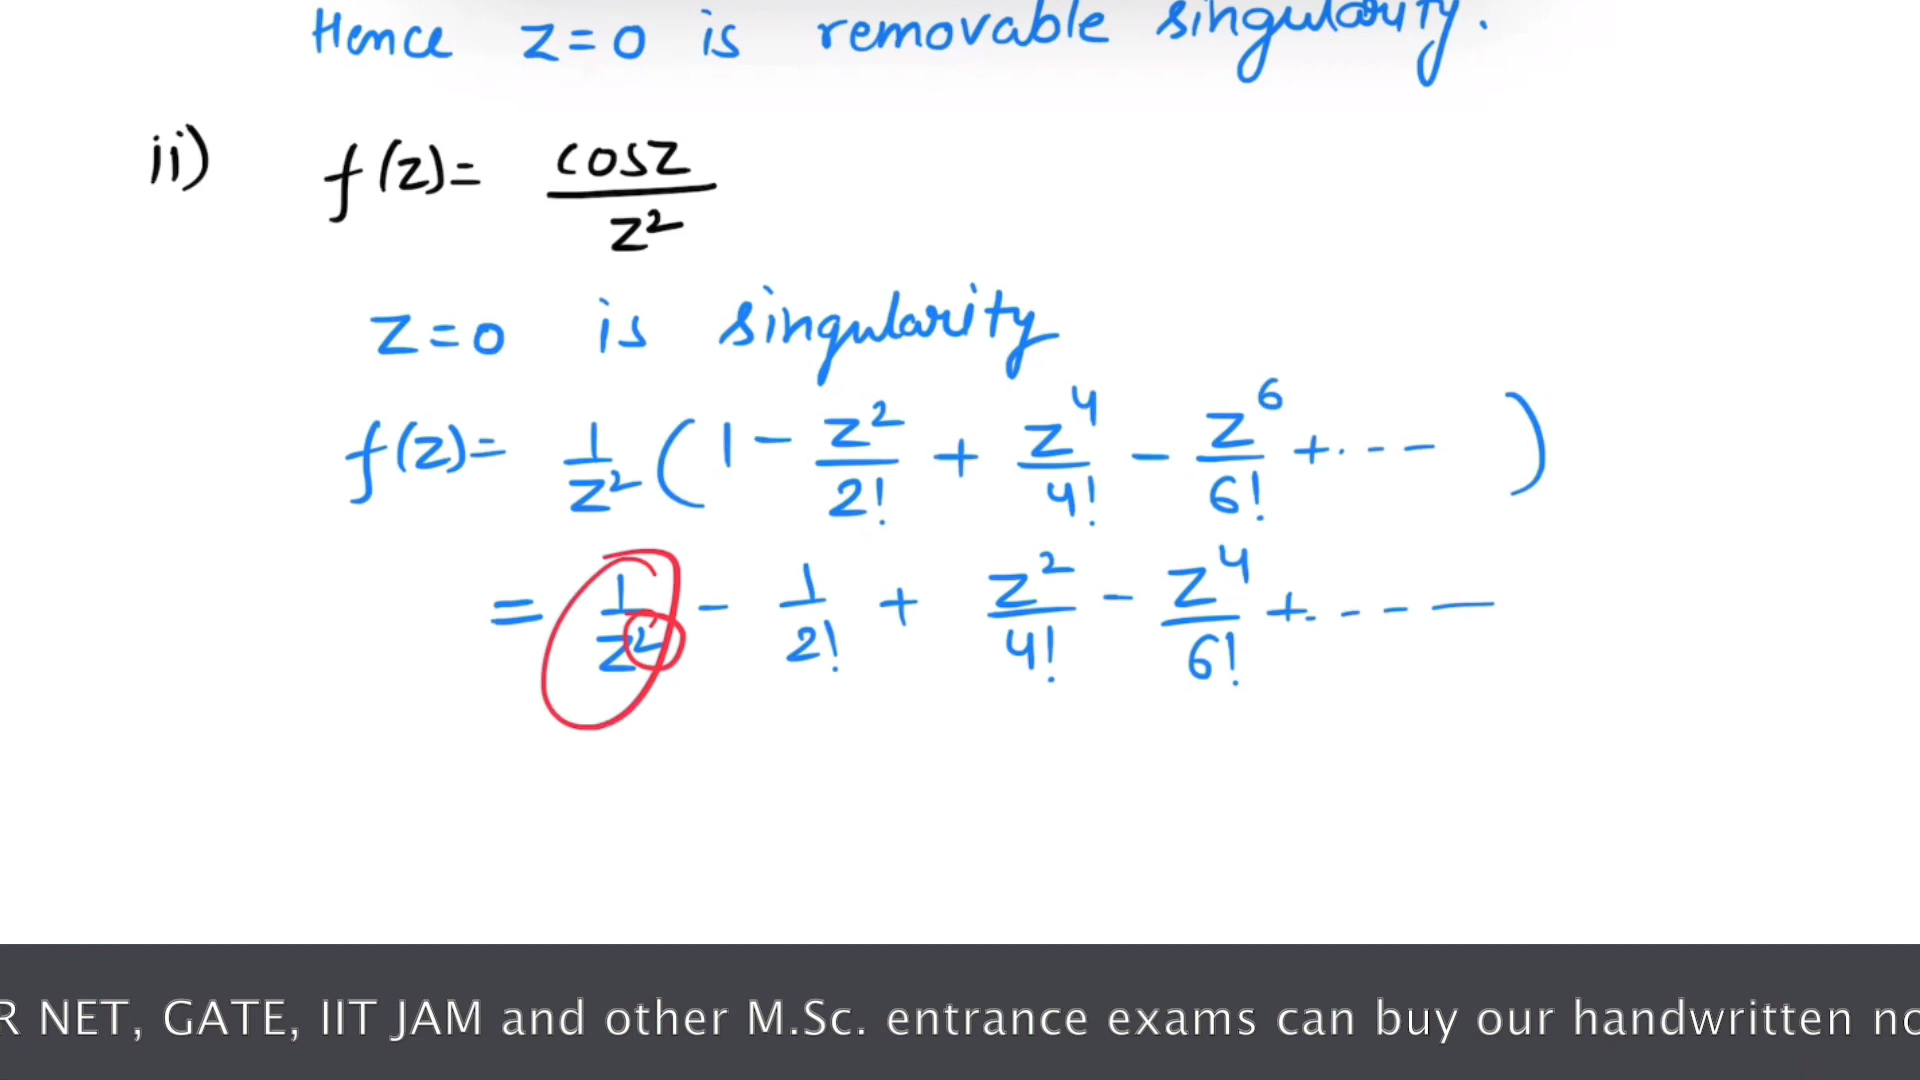 Hence z=0 is removable singularity.
ii) f(z)= cosz / z²
z=0 is singularity
f(z)= 1/z² (1 - z²/2! + z⁴/4! - z⁶/6! + ---- )
= 1/z² - 1/2! + z²/4! - z⁴/6! + ----
R NET, GATE, IIT JAM and other M.Sc. entrance exams can buy our handwritten no